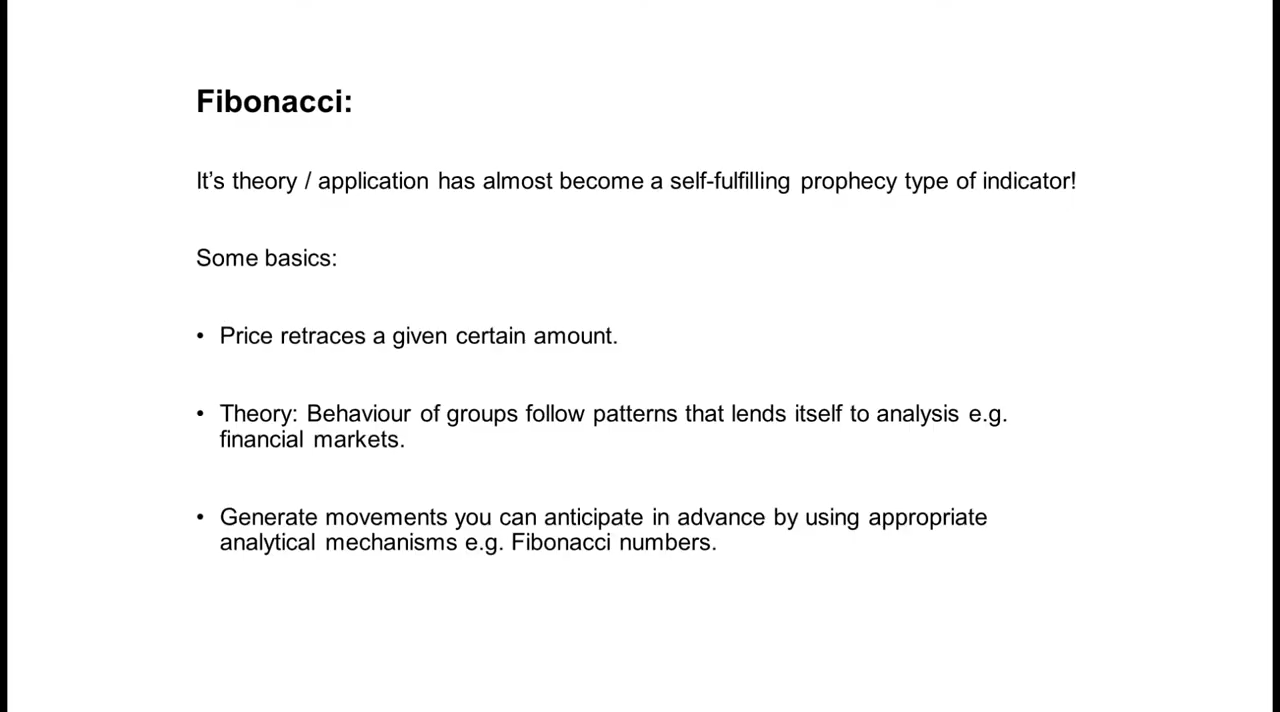 Fibonacci:
It’s theory / application has almost become a self-fulfilling prophecy type of indicator!
Some basics:
• Price retraces a given certain amount.
• Theory: Behaviour of groups follow patterns that lends itself to analysis e.g.
financial markets.
• Generate movements you can anticipate in advance by using appropriate
analytical mechanisms e.g. Fibonacci numbers.